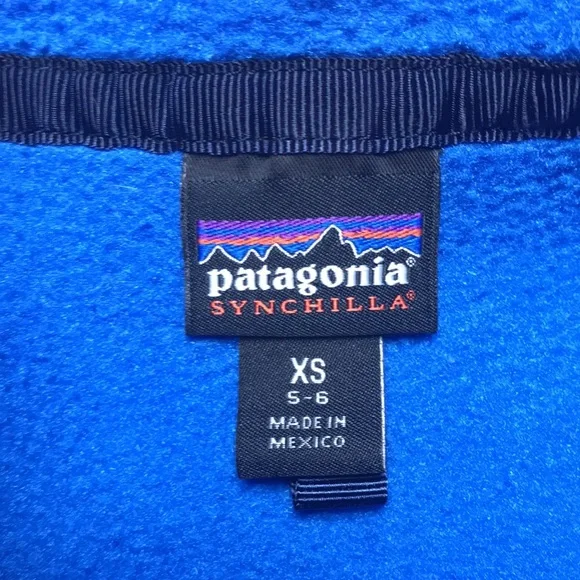 patagonia®
SYNCHILLA®
XS
5-6
MADE IN
MEXICO